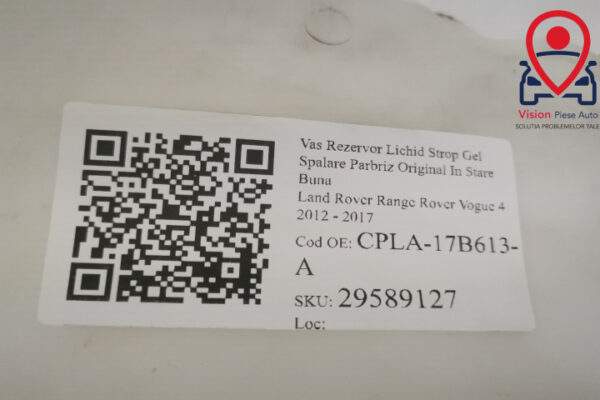 Vision Piese Auto
SOLUTIA PROBLEMELOR TALE
Vas Rezervor Lichid Strop Gel
Spalare Parbriz Original In Stare
Buna
Land Rover Range Rover Vogue 4
2012 - 2017
Cod OE: CPLA-17B613-
A
SKU: 29589127
Loc: